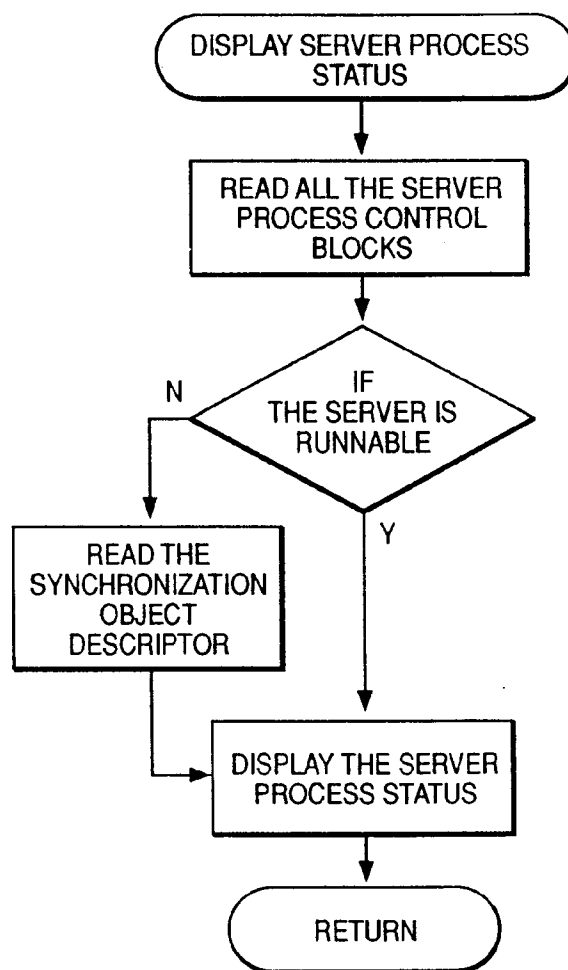 DISPLAY SERVER PROCESS
STATUS
READ ALL THE SERVER
PROCESS CONTROL
BLOCKS
IF
THE SERVER IS
RUNNABLE
N
Y
READ THE
SYNCHRONIZATION
OBJECT
DESCRIPTOR
DISPLAY THE SERVER
PROCESS STATUS
RETURN